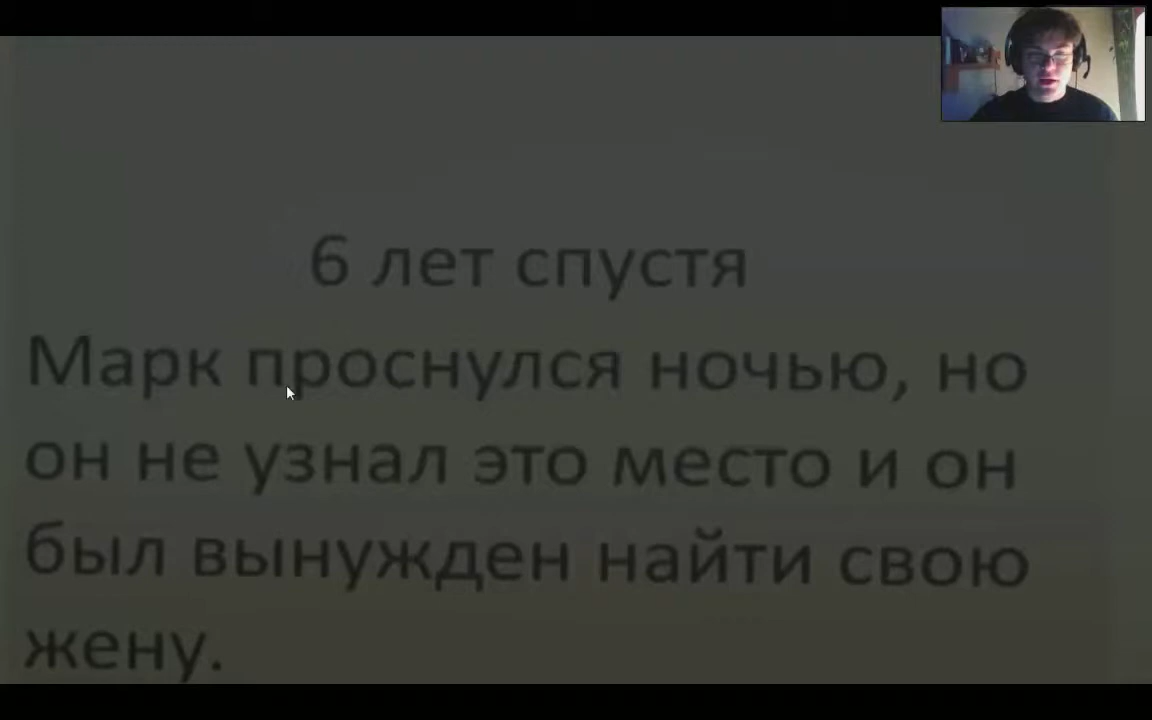 6 лет спустя
Марк проснулся ночью, но
он не узнал это место и он
был вынужден найти свою
жену.